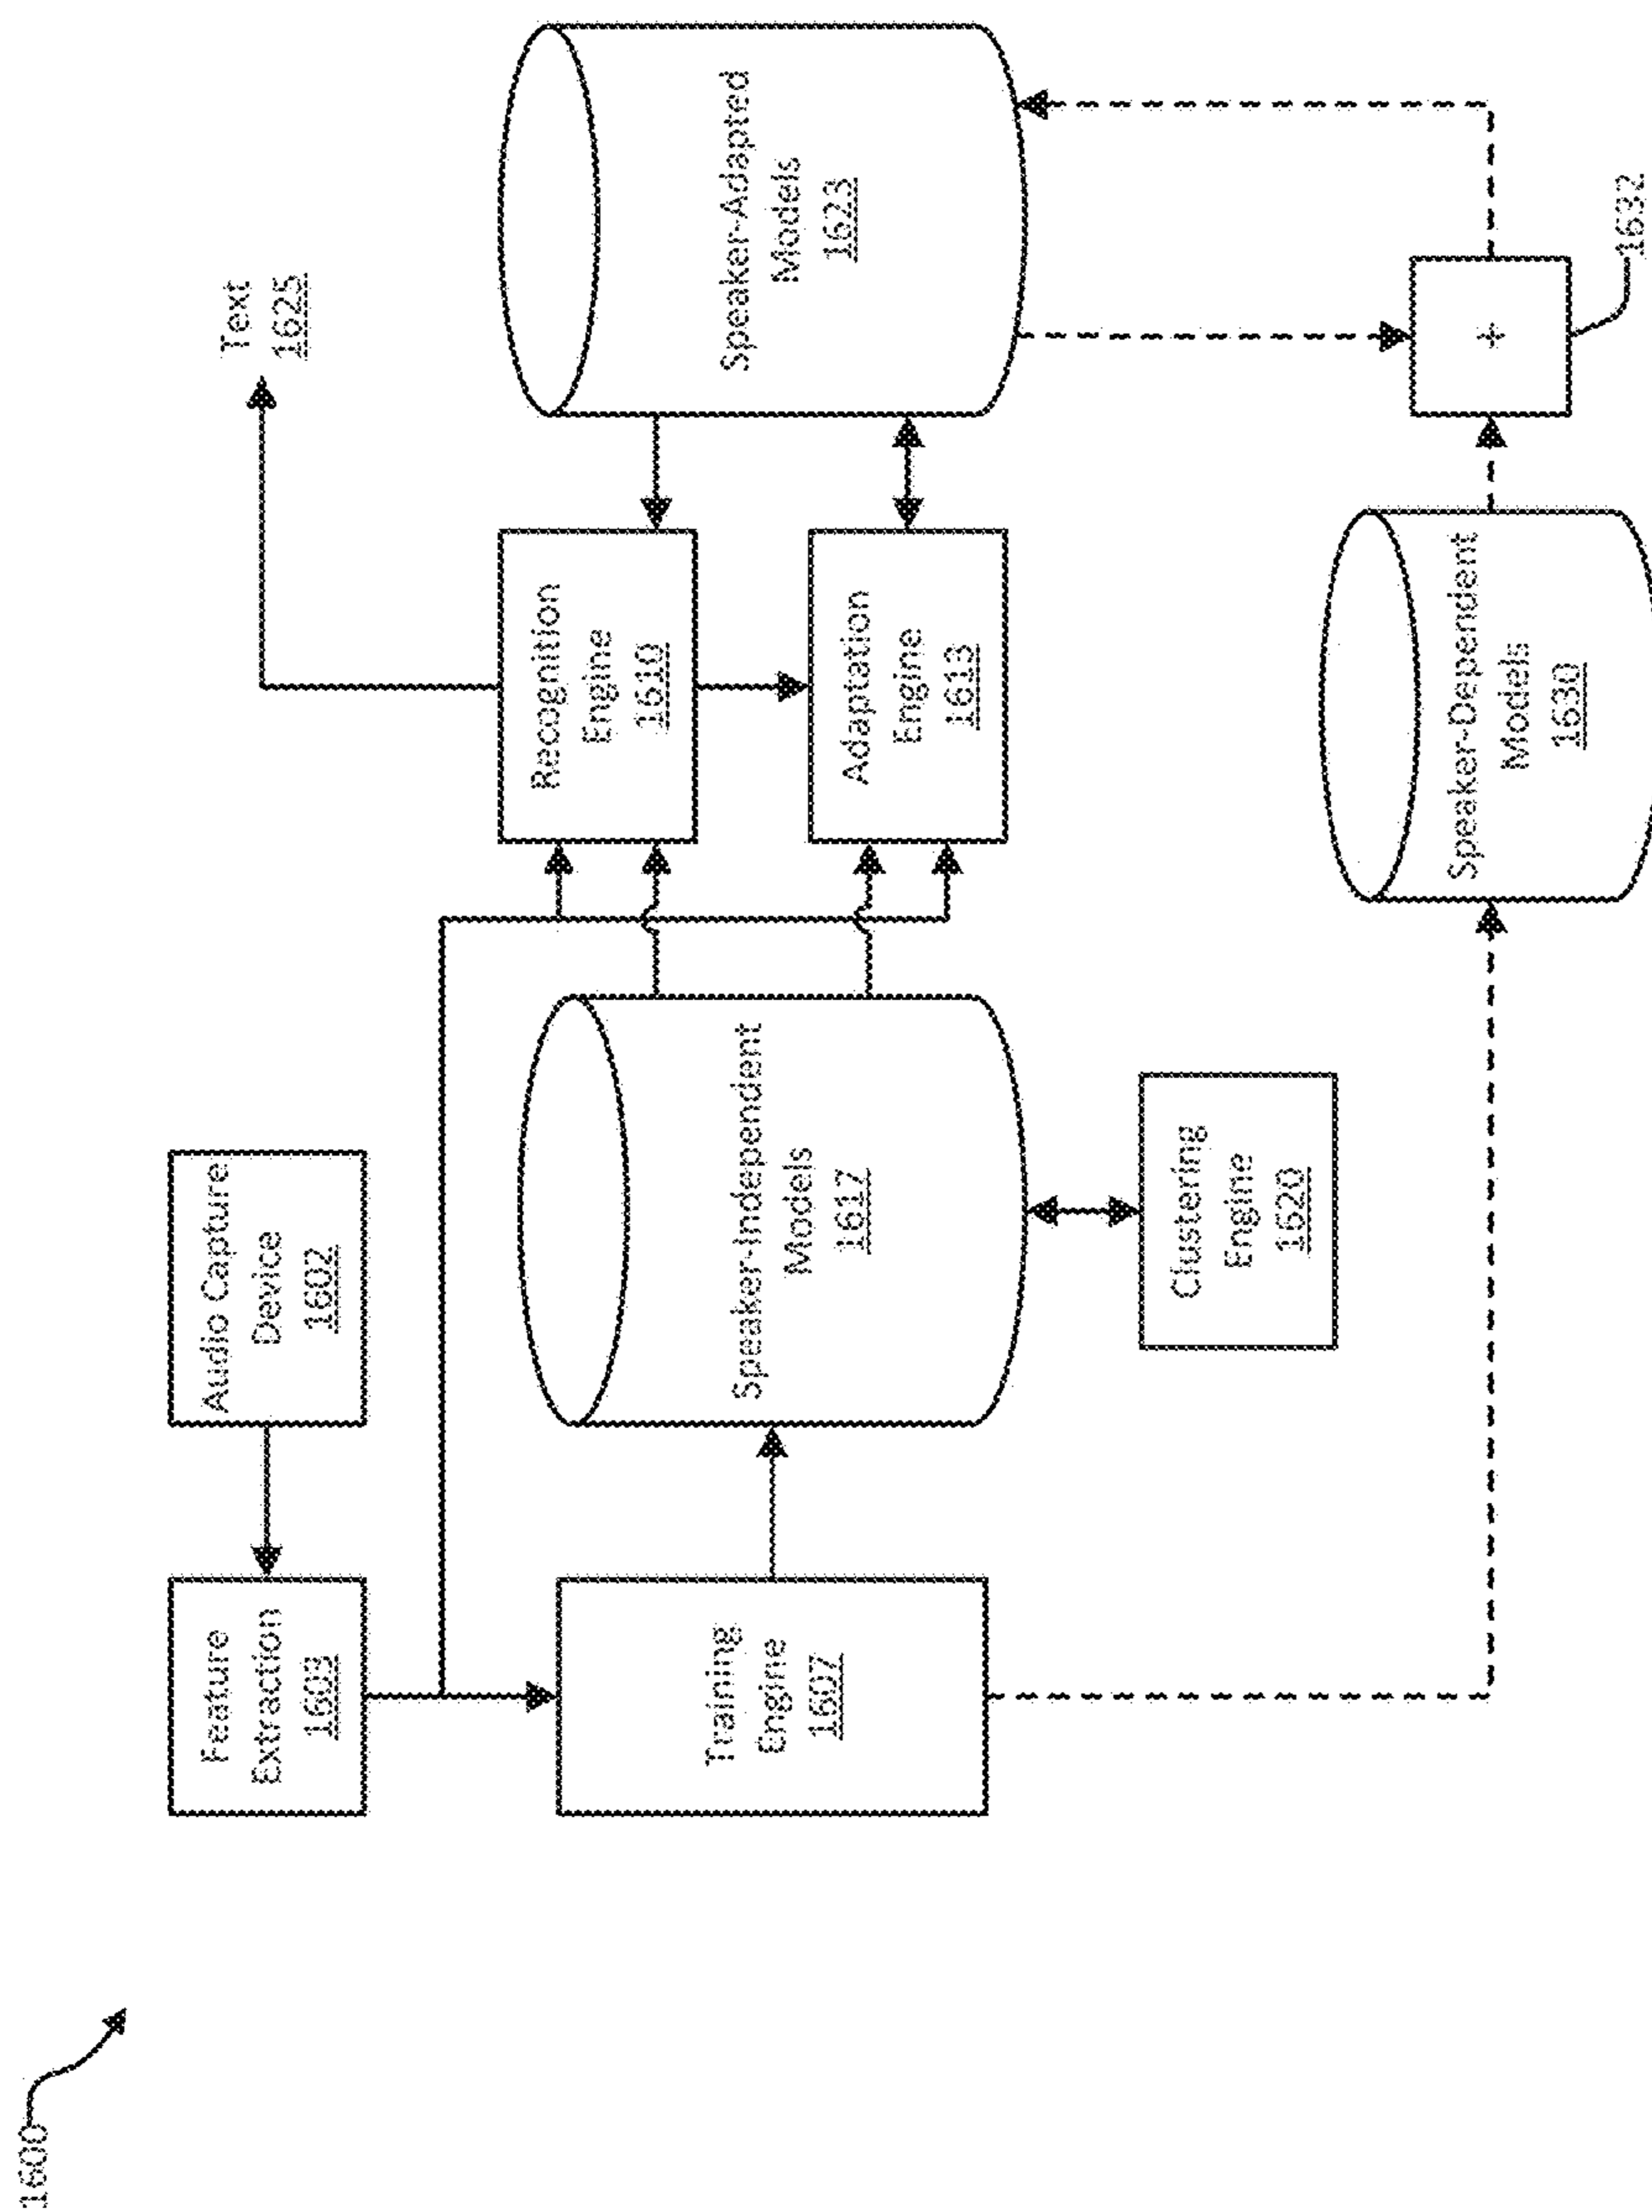 1600
Feature
Extraction
1603
Audio Capture
Device
1602
Text
1625
Training
Engine
1607
Speaker-Independent
Models
1617
Recognition
Engine
1610
Adaptation
Engine
1613
Speaker-Adapted
Models
1623
Clustering
Engine
1620
Speaker-Dependent
Models
1630
+
1632